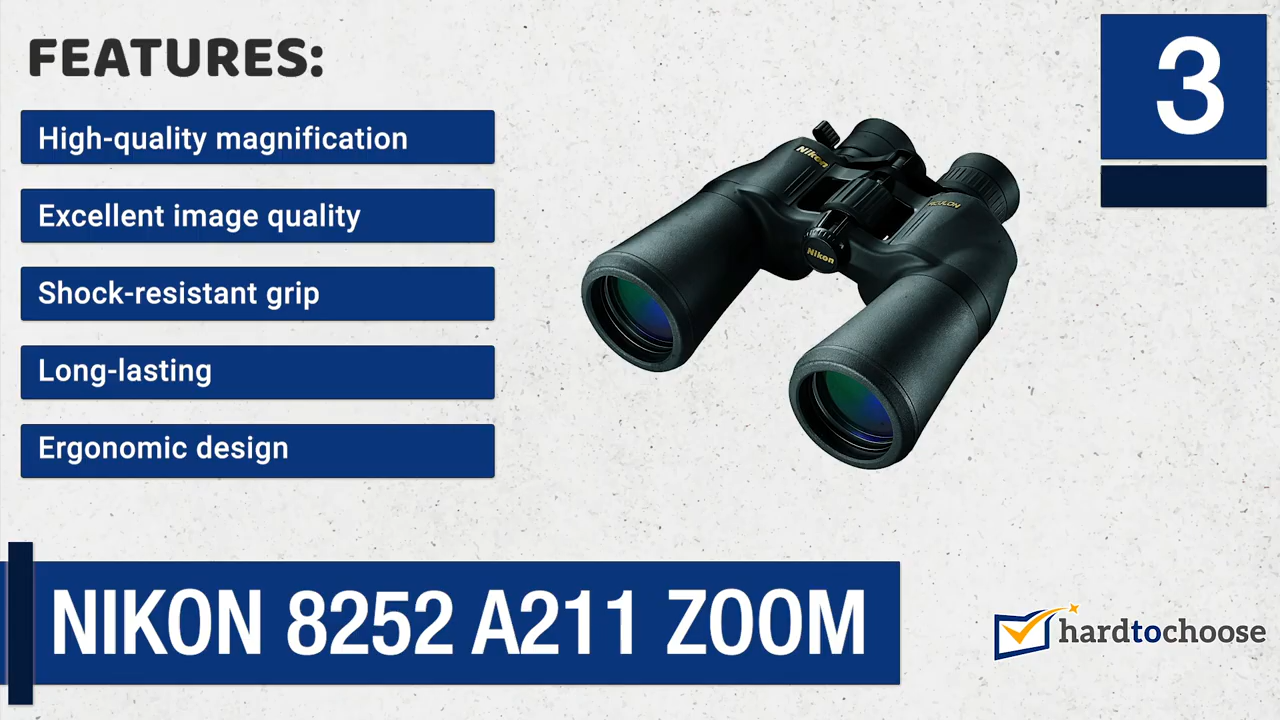 FEATURES:
3
High-quality magnification
Excellent image quality
Shock-resistant grip
Long-lasting
Ergonomic design
Nikon
ACULON
Nikon
NIKON 8252 A211 ZOOM
hardtochoose